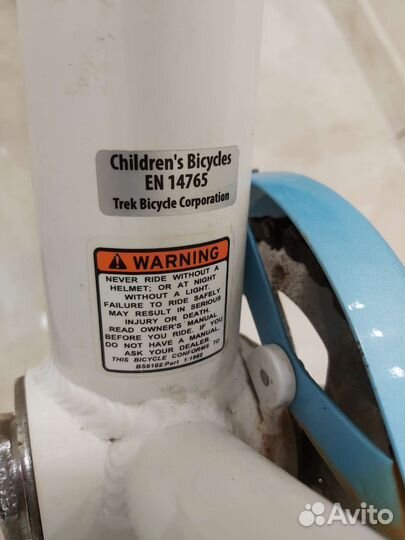 Children's Bicycles
EN 14765
Trek Bicycle Corporation
WARNING
NEVER RIDE WITHOUT A
HELMET; OR AT NIGHT
WITHOUT A LIGHT.
FAILURE TO RIDE SAFELY
MAY RESULT IN SERIOUS
INJURY OR DEATH.
READ OWNER'S MANUAL
BEFORE YOU RIDE. IF YOU
DO NOT HAVE A MANUAL,
ASK YOUR DEALER.
THIS BICYCLE CONFORMS TO
BS6102:Part 1:1992
Avito